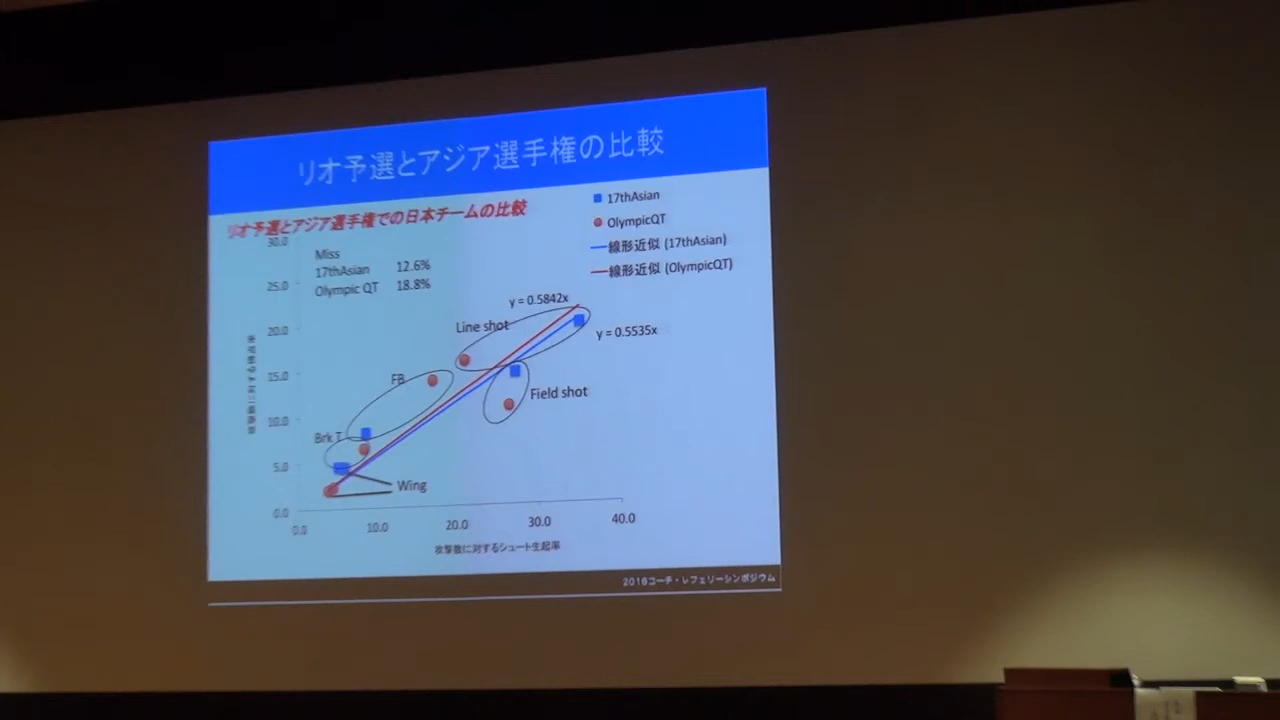 リオ予選とアジア選手権の比較
リオ予選とアジア選手権での日本チームの比較
17thAsian
OlympicQT
線形近似 (17thAsian)
線形近似 (OlympicQT)
Miss
17thAsian 12.6%
Olympic QT 18.8%
30.0
25.0
20.0
15.0
10.0
5.0
0.0
y = 0.5842x
y = 0.5535x
Line shot
FB
Field shot
Brk T
Wing
0.0 10.0 20.0 30.0 40.0
攻撃数に対するシュート生起率
2016コーチ・レフェリーシンポジウム